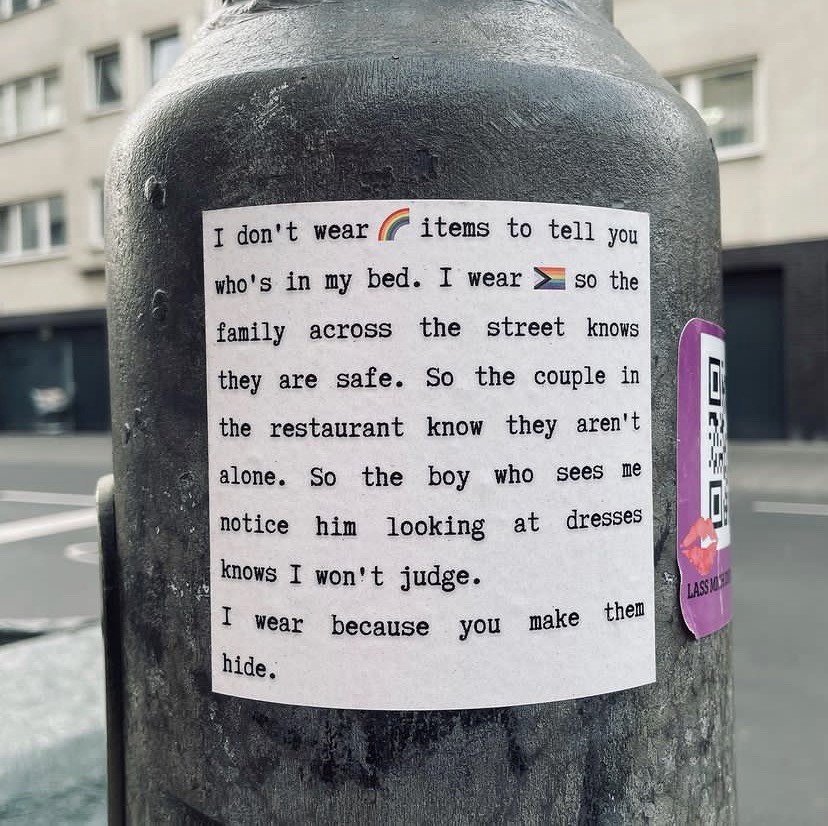 I don't wear 🌈 items to tell you
who's in my bed. I wear so the
family across the street knows
they are safe. So the couple in
the restaurant know they aren't
alone. So the boy who sees me
notice him looking at dresses
knows I won't judge.
I wear because you make them
hide.
LASS